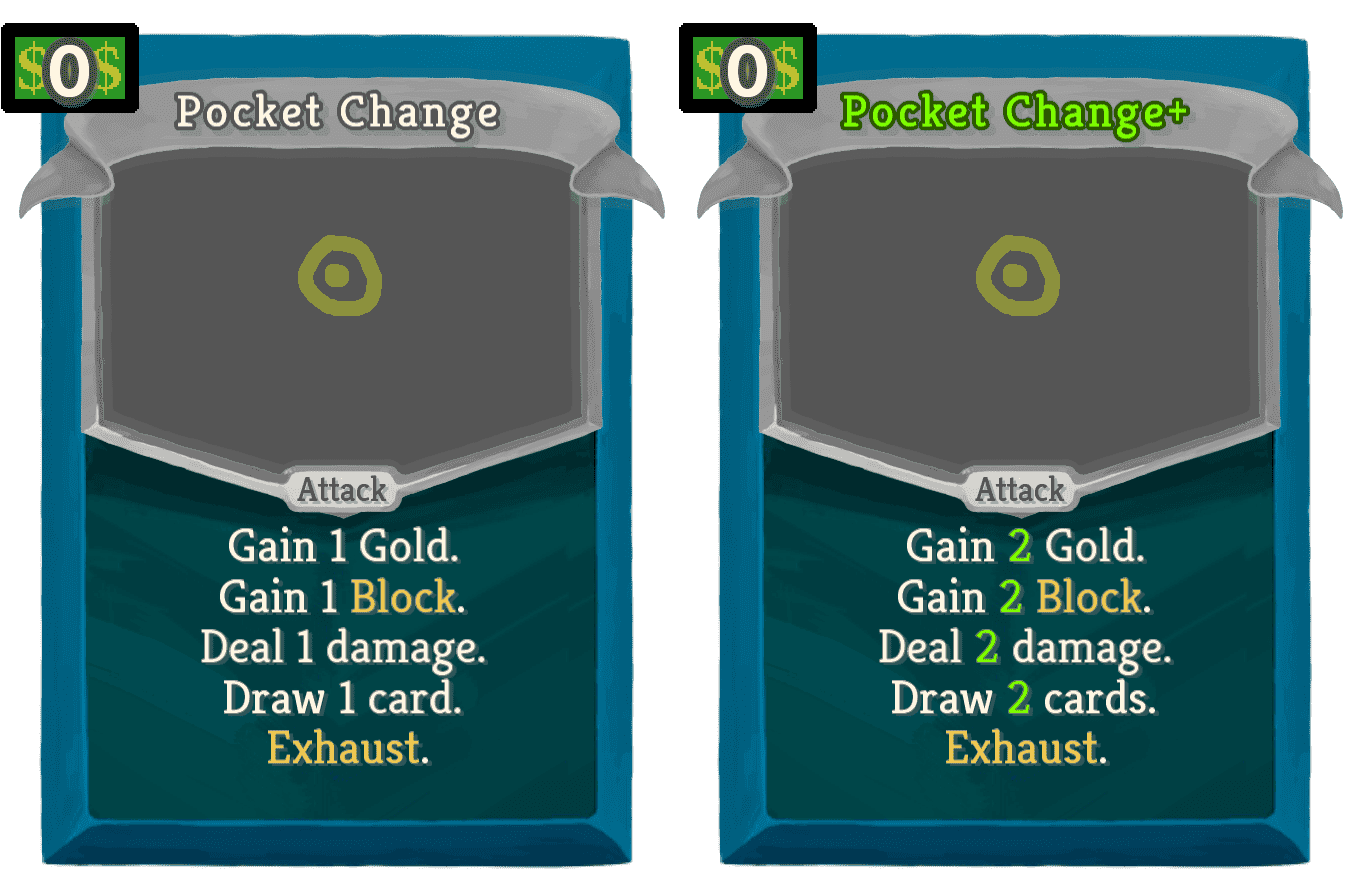 $0$
Pocket Change
Attack
Gain 1 Gold.
Gain 1 Block.
Deal 1 damage.
Draw 1 card.
Exhaust.
$0$
Pocket Change+
Attack
Gain 2 Gold.
Gain 2 Block.
Deal 2 damage.
Draw 2 cards.
Exhaust.